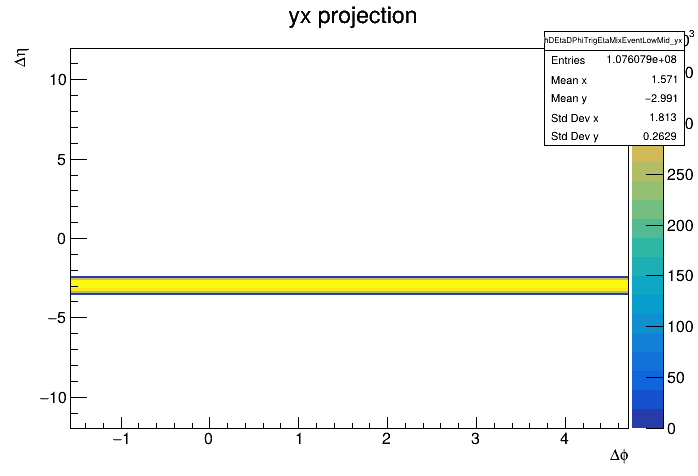 yx projection
hDEtaDPhiTrigEtaMixEventLowMid_yx
Entries 1.076079e+08
Mean x 1.571
Mean y −2.991
Std Dev x 1.813
Std Dev y 0.2629
Δη
10
5
0
−5
−10
−1 0 1 2 3 4
Δϕ
250
200
150
100
50
0